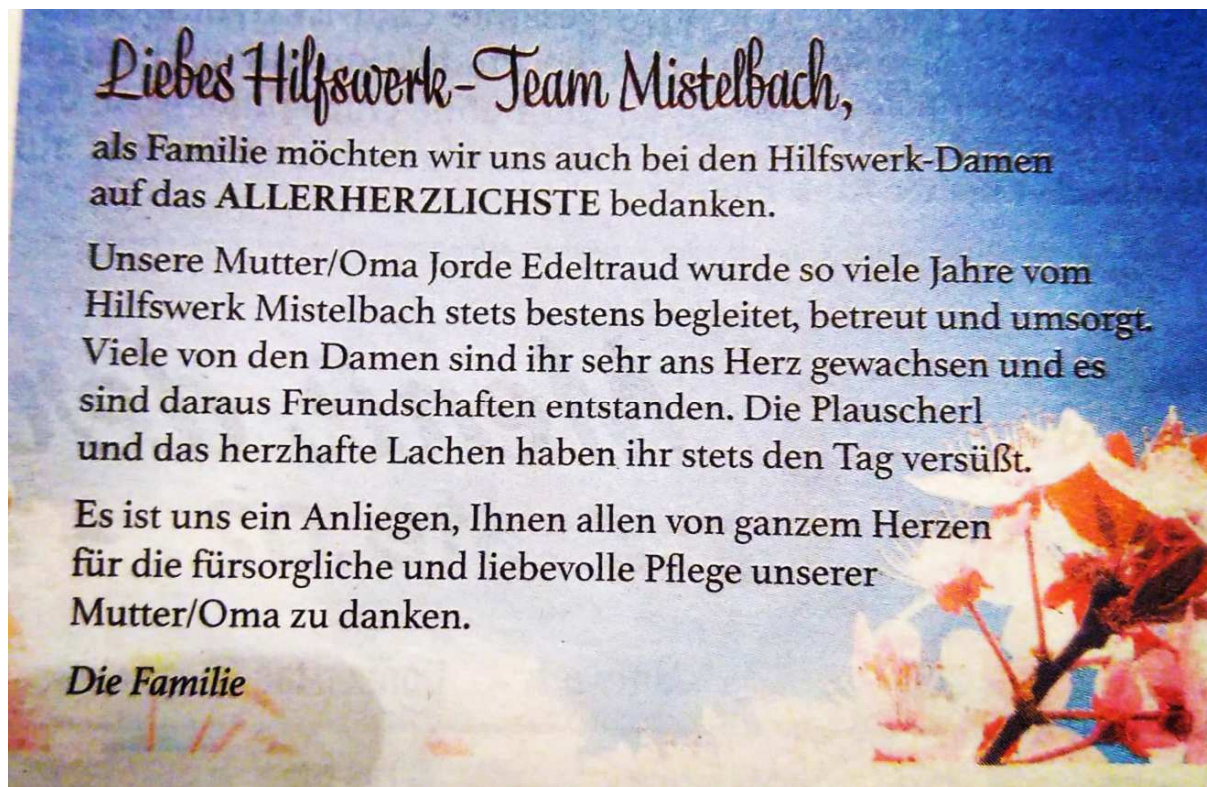 Liebes Hilfswerk-Team Mistelbach,
als Familie möchten wir uns auch bei den Hilfswerk-Damen
auf das ALLERHERZLICHSTE bedanken.
Unsere Mutter/Oma Jorde Edeltraud wurde so viele Jahre vom
Hilfswerk Mistelbach stets bestens begleitet, betreut und umsorgt.
Viele von den Damen sind ihr sehr ans Herz gewachsen und es
sind daraus Freundschaften entstanden. Die Plauscherl
und das herzhafte Lachen haben ihr stets den Tag versüßt.
Es ist uns ein Anliegen, Ihnen allen von ganzem Herzen
für die fürsorgliche und liebevolle Pflege unserer
Mutter/Oma zu danken.
Die Familie